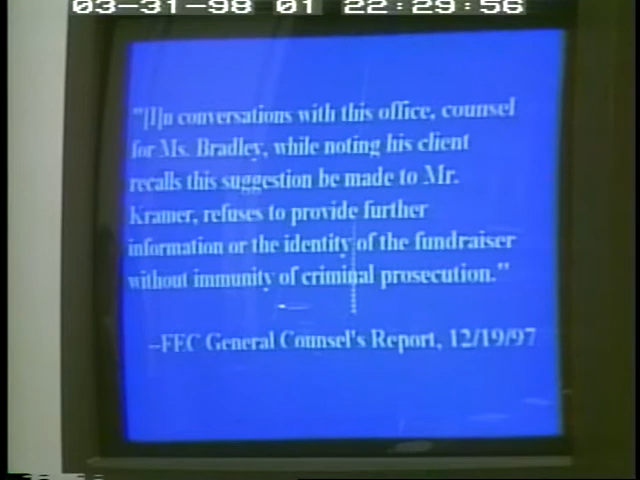 03-31-98 01 22:29:56
"[I]n conversations with this office, counsel
for Ms. Bradley, while noting his client
recalls this suggestion be made to Mr.
Kramer, refuses to provide further
information or the identity of the fundraiser
without immunity of criminal prosecution."
--FEC General Counsel's Report, 12/19/97